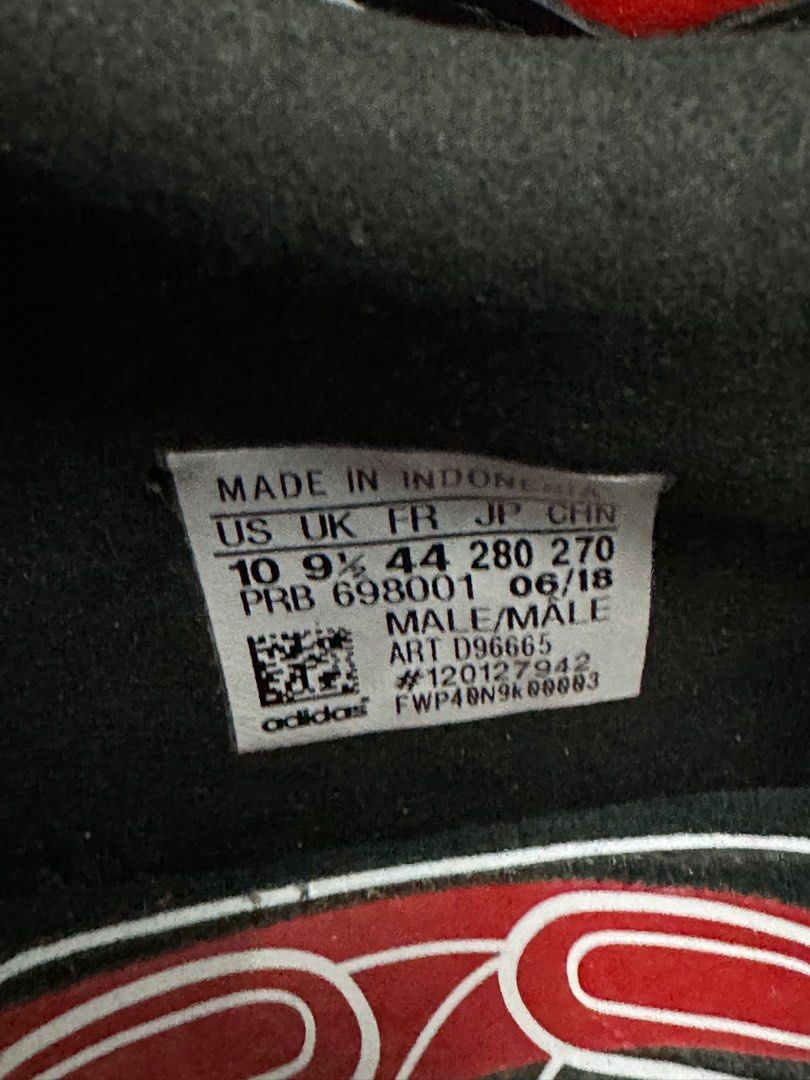 MADE IN INDONESIA
US UK FR JP CHN
10 9½ 44 280 270
PRB 698001 06/18
MALE/MÂLE
ART D96665
#120127942
FWP40N9K00003
adidas